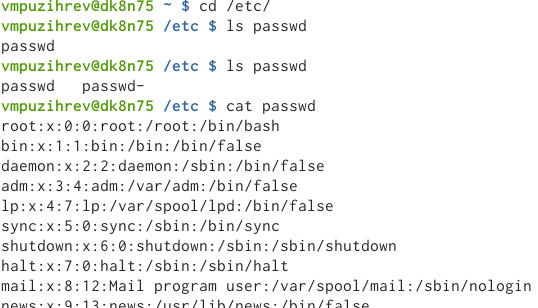 vmpuzihrev@dk8n75 ~ $ cd /etc/
vmpuzihrev@dk8n75 /etc $ ls passwd
passwd
vmpuzihrev@dk8n75 /etc $ ls passwd
passwd   passwd-
vmpuzihrev@dk8n75 /etc $ cat passwd
root:x:0:0:root:/root:/bin/bash
bin:x:1:1:bin:/bin:/bin/false
daemon:x:2:2:daemon:/sbin:/bin/false
adm:x:3:4:adm:/var/adm:/bin/false
lp:x:4:7:lp:/var/spool/lpd:/bin/false
sync:x:5:0:sync:/sbin:/bin/sync
shutdown:x:6:0:shutdown:/sbin:/sbin/shutdown
halt:x:7:0:halt:/sbin:/sbin/halt
mail:x:8:12:Mail program user:/var/spool/mail:/sbin/nologin
news:x:9:13:news:/usr/lib/news:/bin/false